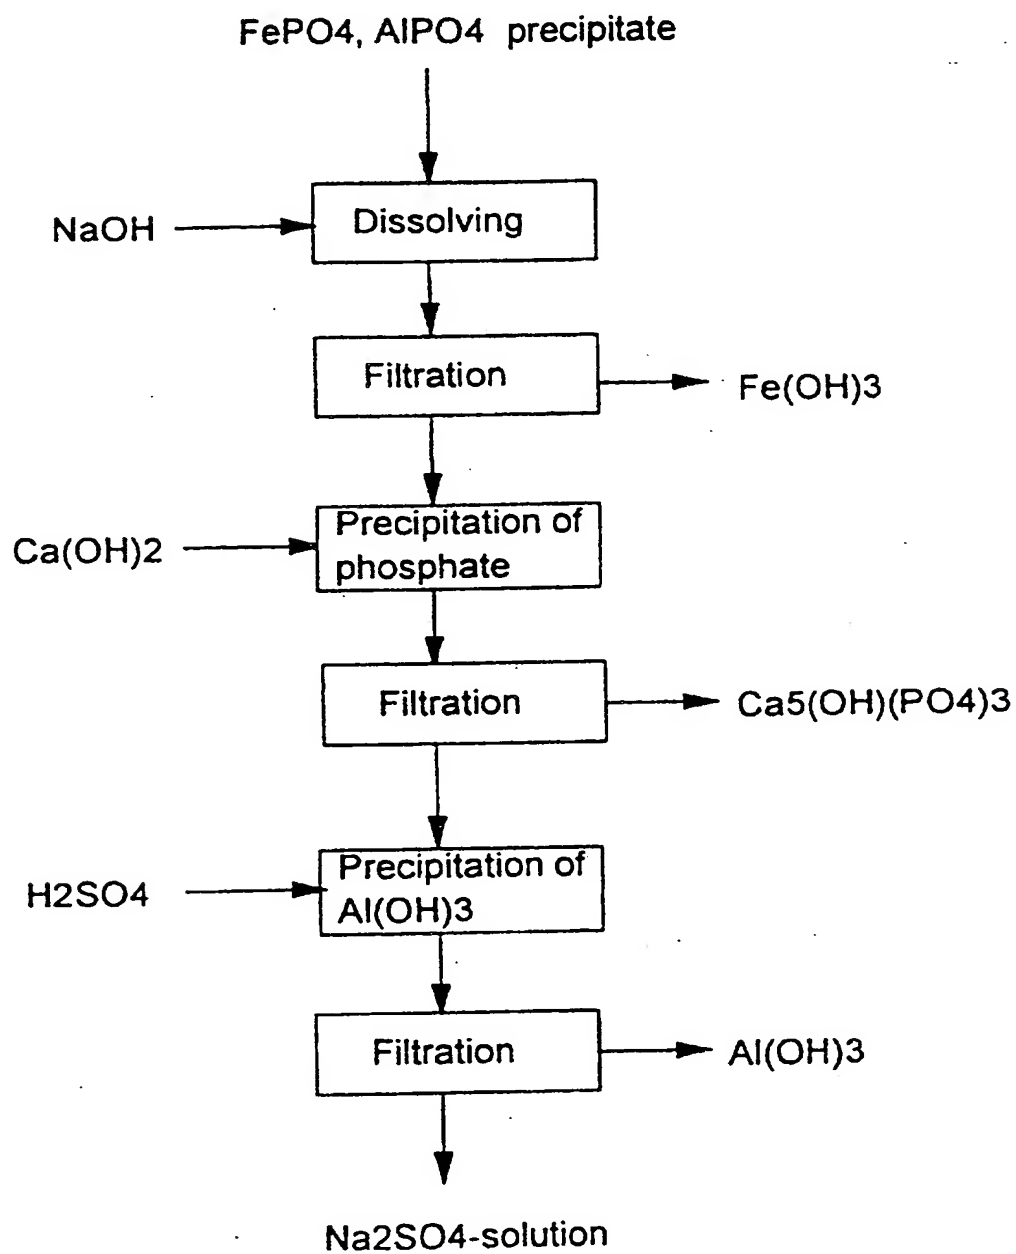 FePO4, AlPO4 precipitate
NaOH
Dissolving
Filtration
Fe(OH)3
Ca(OH)2
Precipitation of
phosphate
Filtration
Ca5(OH)(PO4)3
H2SO4
Precipitation of
Al(OH)3
Filtration
Al(OH)3
Na2SO4-solution